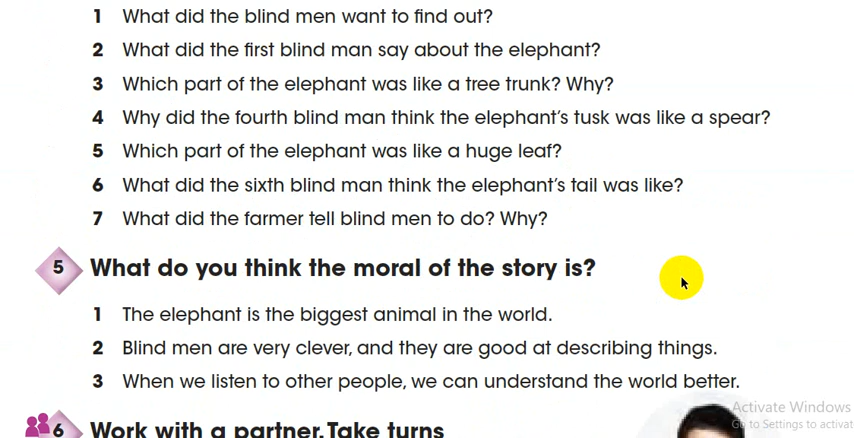 1 What did the blind men want to find out?
2 What did the first blind man say about the elephant?
3 Which part of the elephant was like a tree trunk? Why?
4 Why did the fourth blind man think the elephant's tusk was like a spear?
5 Which part of the elephant was like a huge leaf?
6 What did the sixth blind man think the elephant's tail was like?
7 What did the farmer tell blind men to do? Why?
5 What do you think the moral of the story is?
1 The elephant is the biggest animal in the world.
2 Blind men are very clever, and they are good at describing things.
3 When we listen to other people, we can understand the world better.
Activate Windows
Go to Settings to activat
6 Work with a partner. Take turns